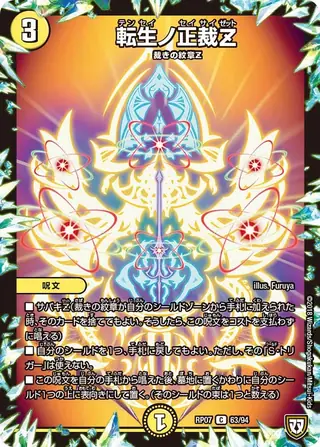 3
テン セイ セイ サイ ゼット
転生ノ正裁Z
裁きの紋章Z
呪文
illus. Furuya
■サバキZ(裁きの紋章が自分のシールドゾーンから手札に加えられた
時、そのカードを捨ててもよい。そうしたら、この呪文をコストを支払わず
に唱える)
■自分のシールドを1つ、手札に戻してもよい。ただし、その「S・トリ
ガー」は使えない。
■この呪文を自分の手札から唱えた後、墓地に置くかわりに自分のシール
ド1つの上に表向きにして置く。(そのシールドの束は1つと数える)
1
RP07 C 63/94